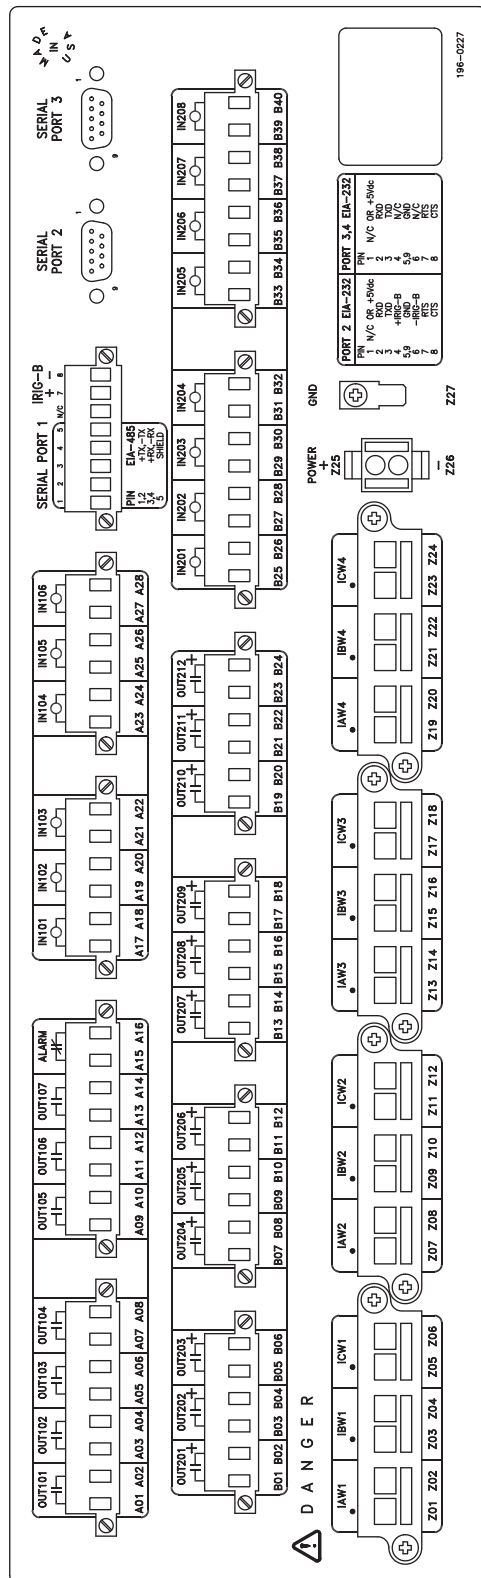 OUT101 OUT102 OUT103 OUT104 OUT105 OUT106 OUT107 ALARM IN101 IN102 IN103 IN104 IN105 IN106
A01 A02 A03 A04 A05 A06 A07 A08 A09 A10 A11 A12 A13 A14 A15 A16 A17 A18 A19 A20 A21 A22 A23 A24 A25 A26 A27 A28
SERIAL PORT 1 IRIG-B
+ −
1 2 3 4 5 N/C 7 8
PIN EIA-485
1,2 +TX,-TX
3,4 +RX,-RX
5 SHIELD
SERIAL
PORT 2
1
9
SERIAL
PORT 3
1
9
MADE
IN
USA
OUT201 OUT202 OUT203 OUT204 OUT205 OUT206 OUT207 OUT208 OUT209 OUT210 OUT211 OUT212 IN201 IN202 IN203 IN204 IN205 IN206 IN207 IN208
+ + + + + + + + + + + +
B01 B02 B03 B04 B05 B06 B07 B08 B09 B10 B11 B12 B13 B14 B15 B16 B17 B18 B19 B20 B21 B22 B23 B24 B25 B26 B27 B28 B29 B30 B31 B32 B33 B34 B35 B36 B37 B38 B39 B40
DANGER
IAW1 IBW1 ICW1 IAW2 IBW2 ICW2 IAW3 IBW3 ICW3 IAW4 IBW4 ICW4
Z01 Z02 Z03 Z04 Z05 Z06 Z07 Z08 Z09 Z10 Z11 Z12 Z13 Z14 Z15 Z16 Z17 Z18 Z19 Z20 Z21 Z22 Z23 Z24
POWER
+ −
Z25 Z26
GND
Z27
PORT 2 EIA-232
PIN
1 N/C OR +5Vdc
2 RXD
3 TXD
4 +IRIG-B
5,9 GND
6 -IRIG-B
7 RTS
8 CTS
PORT 3,4 EIA-232
PIN
1 N/C OR +5Vdc
2 RXD
3 TXD
4 N/C
5,9 GND
6 N/C
7 RTS
8 CTS
196-0227